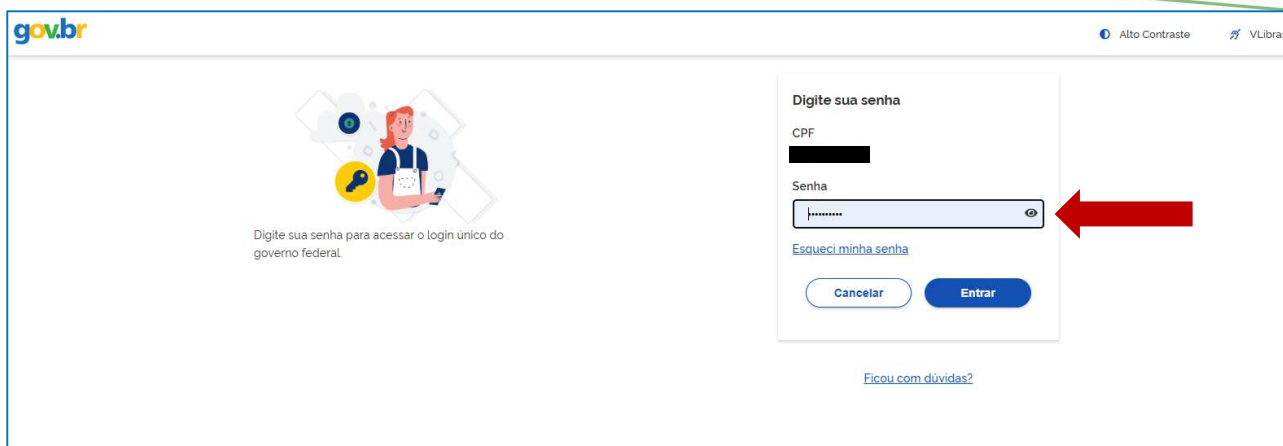 gov.br
Alto Contraste
Digite sua senha
CPF
Senha
Digite sua senha para acessar o login único do
governo federal.
Esqueci minha senha
Cancelar Entrar
Ficou com dúvidas?